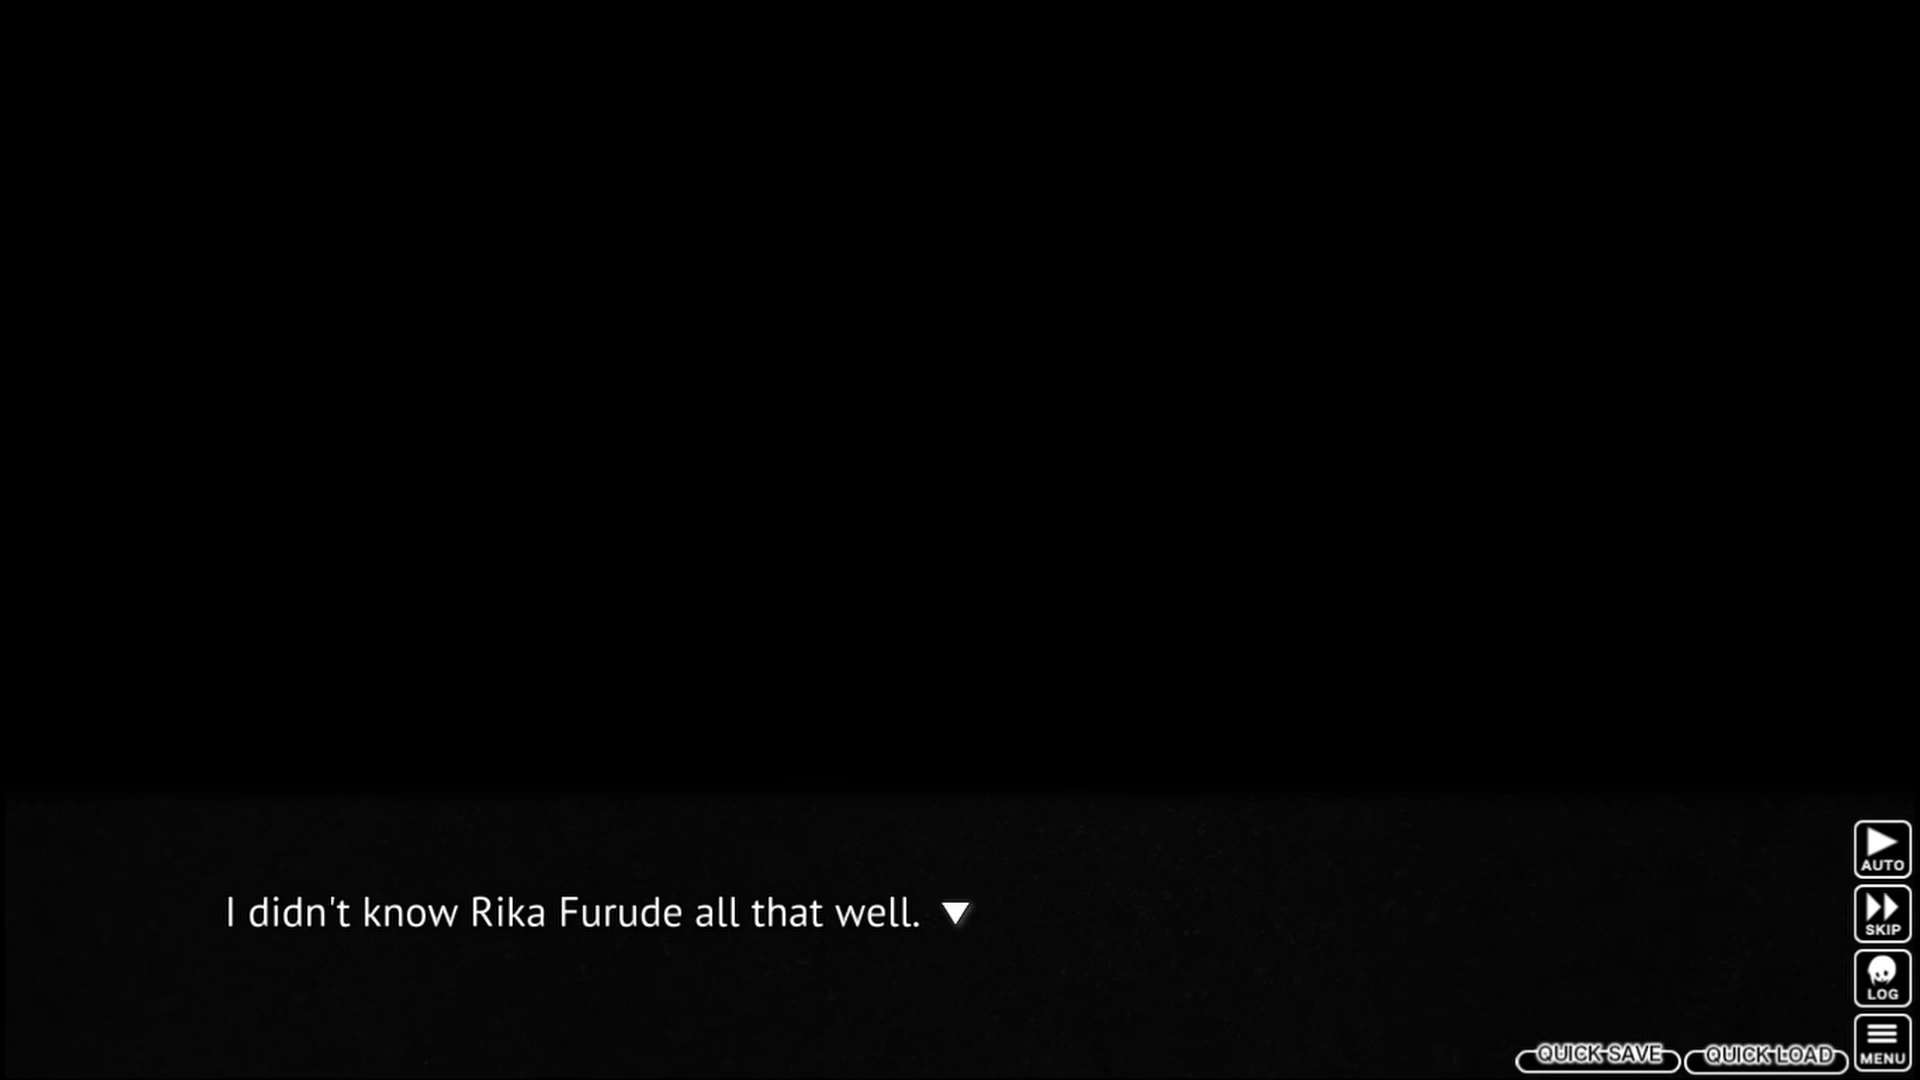 I didn't know Rika Furude all that well.
AUTO
SKIP
LOG
QUICK SAVE QUICK LOAD MENU